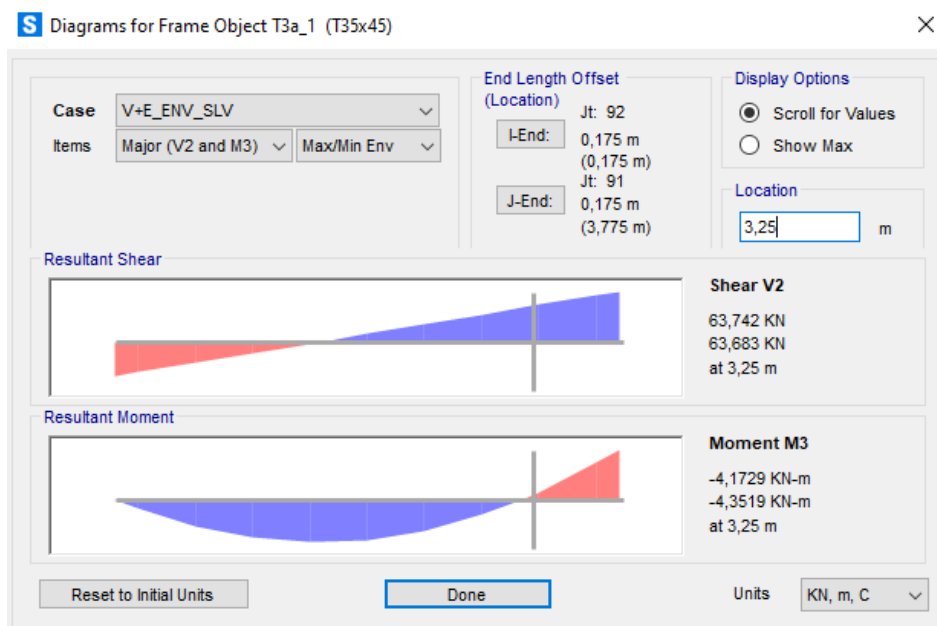 S Diagrams for Frame Object T3a_1 (T35x45)
Case V+E_ENV_SLV
Items Major (V2 and M3) Max/Min Env
End Length Offset
(Location)
Jt: 92
I-End: 0,175 m
(0,175 m)
Jt: 91
J-End: 0,175 m
(3,775 m)
Display Options
Scroll for Values
Show Max
Location
3,25 m
Resultant Shear
Shear V2
63,742 KN
63,683 KN
at 3,25 m
Resultant Moment
Moment M3
-4,1729 KN-m
-4,3519 KN-m
at 3,25 m
Reset to Initial Units
Done
Units KN, m, C